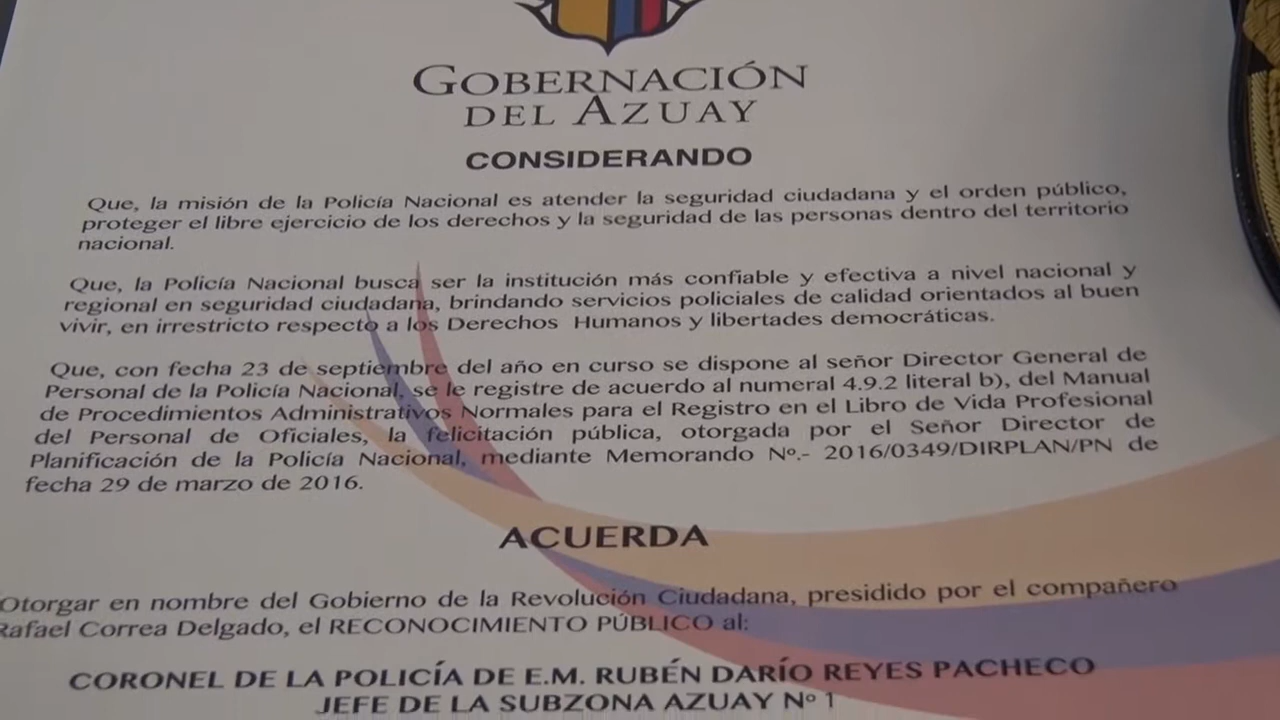 GOBERNACIÓN
DEL AZUAY
CONSIDERANDO
Que, la misión de la Policía Nacional es atender la seguridad ciudadana y el orden público,
proteger el libre ejercicio de los derechos y la seguridad de las personas dentro del territorio
nacional.
Que, la Policía Nacional busca ser la institución más confiable y efectiva a nivel nacional y
regional en seguridad ciudadana, brindando servicios policiales de calidad orientados al buen
vivir, en irrestricto respecto a los Derechos Humanos y libertades democráticas.
Que, con fecha 23 de septiembre del año en curso se dispone al señor Director General de
Personal de la Policía Nacional, se le registre de acuerdo al numeral 4.9.2 literal b), del Manual
de Procedimientos Administrativos Normales para el Registro en el Libro de Vida Profesional
del Personal de Oficiales, la felicitación pública, otorgada por el Señor Director de
Planificación de la Policía Nacional, mediante Memorando Nº.- 2016/0349/DIRPLAN/PN de
fecha 29 de marzo de 2016.
ACUERDA
Otorgar en nombre del Gobierno de la Revolución Ciudadana, presidido por el compañero
Rafael Correa Delgado, el RECONOCIMIENTO PÚBLICO al:
CORONEL DE LA POLICÍA DE E.M. RUBÉN DARÍO REYES PACHECO
JEFE DE LA SUBZONA AZUAY Nº 1